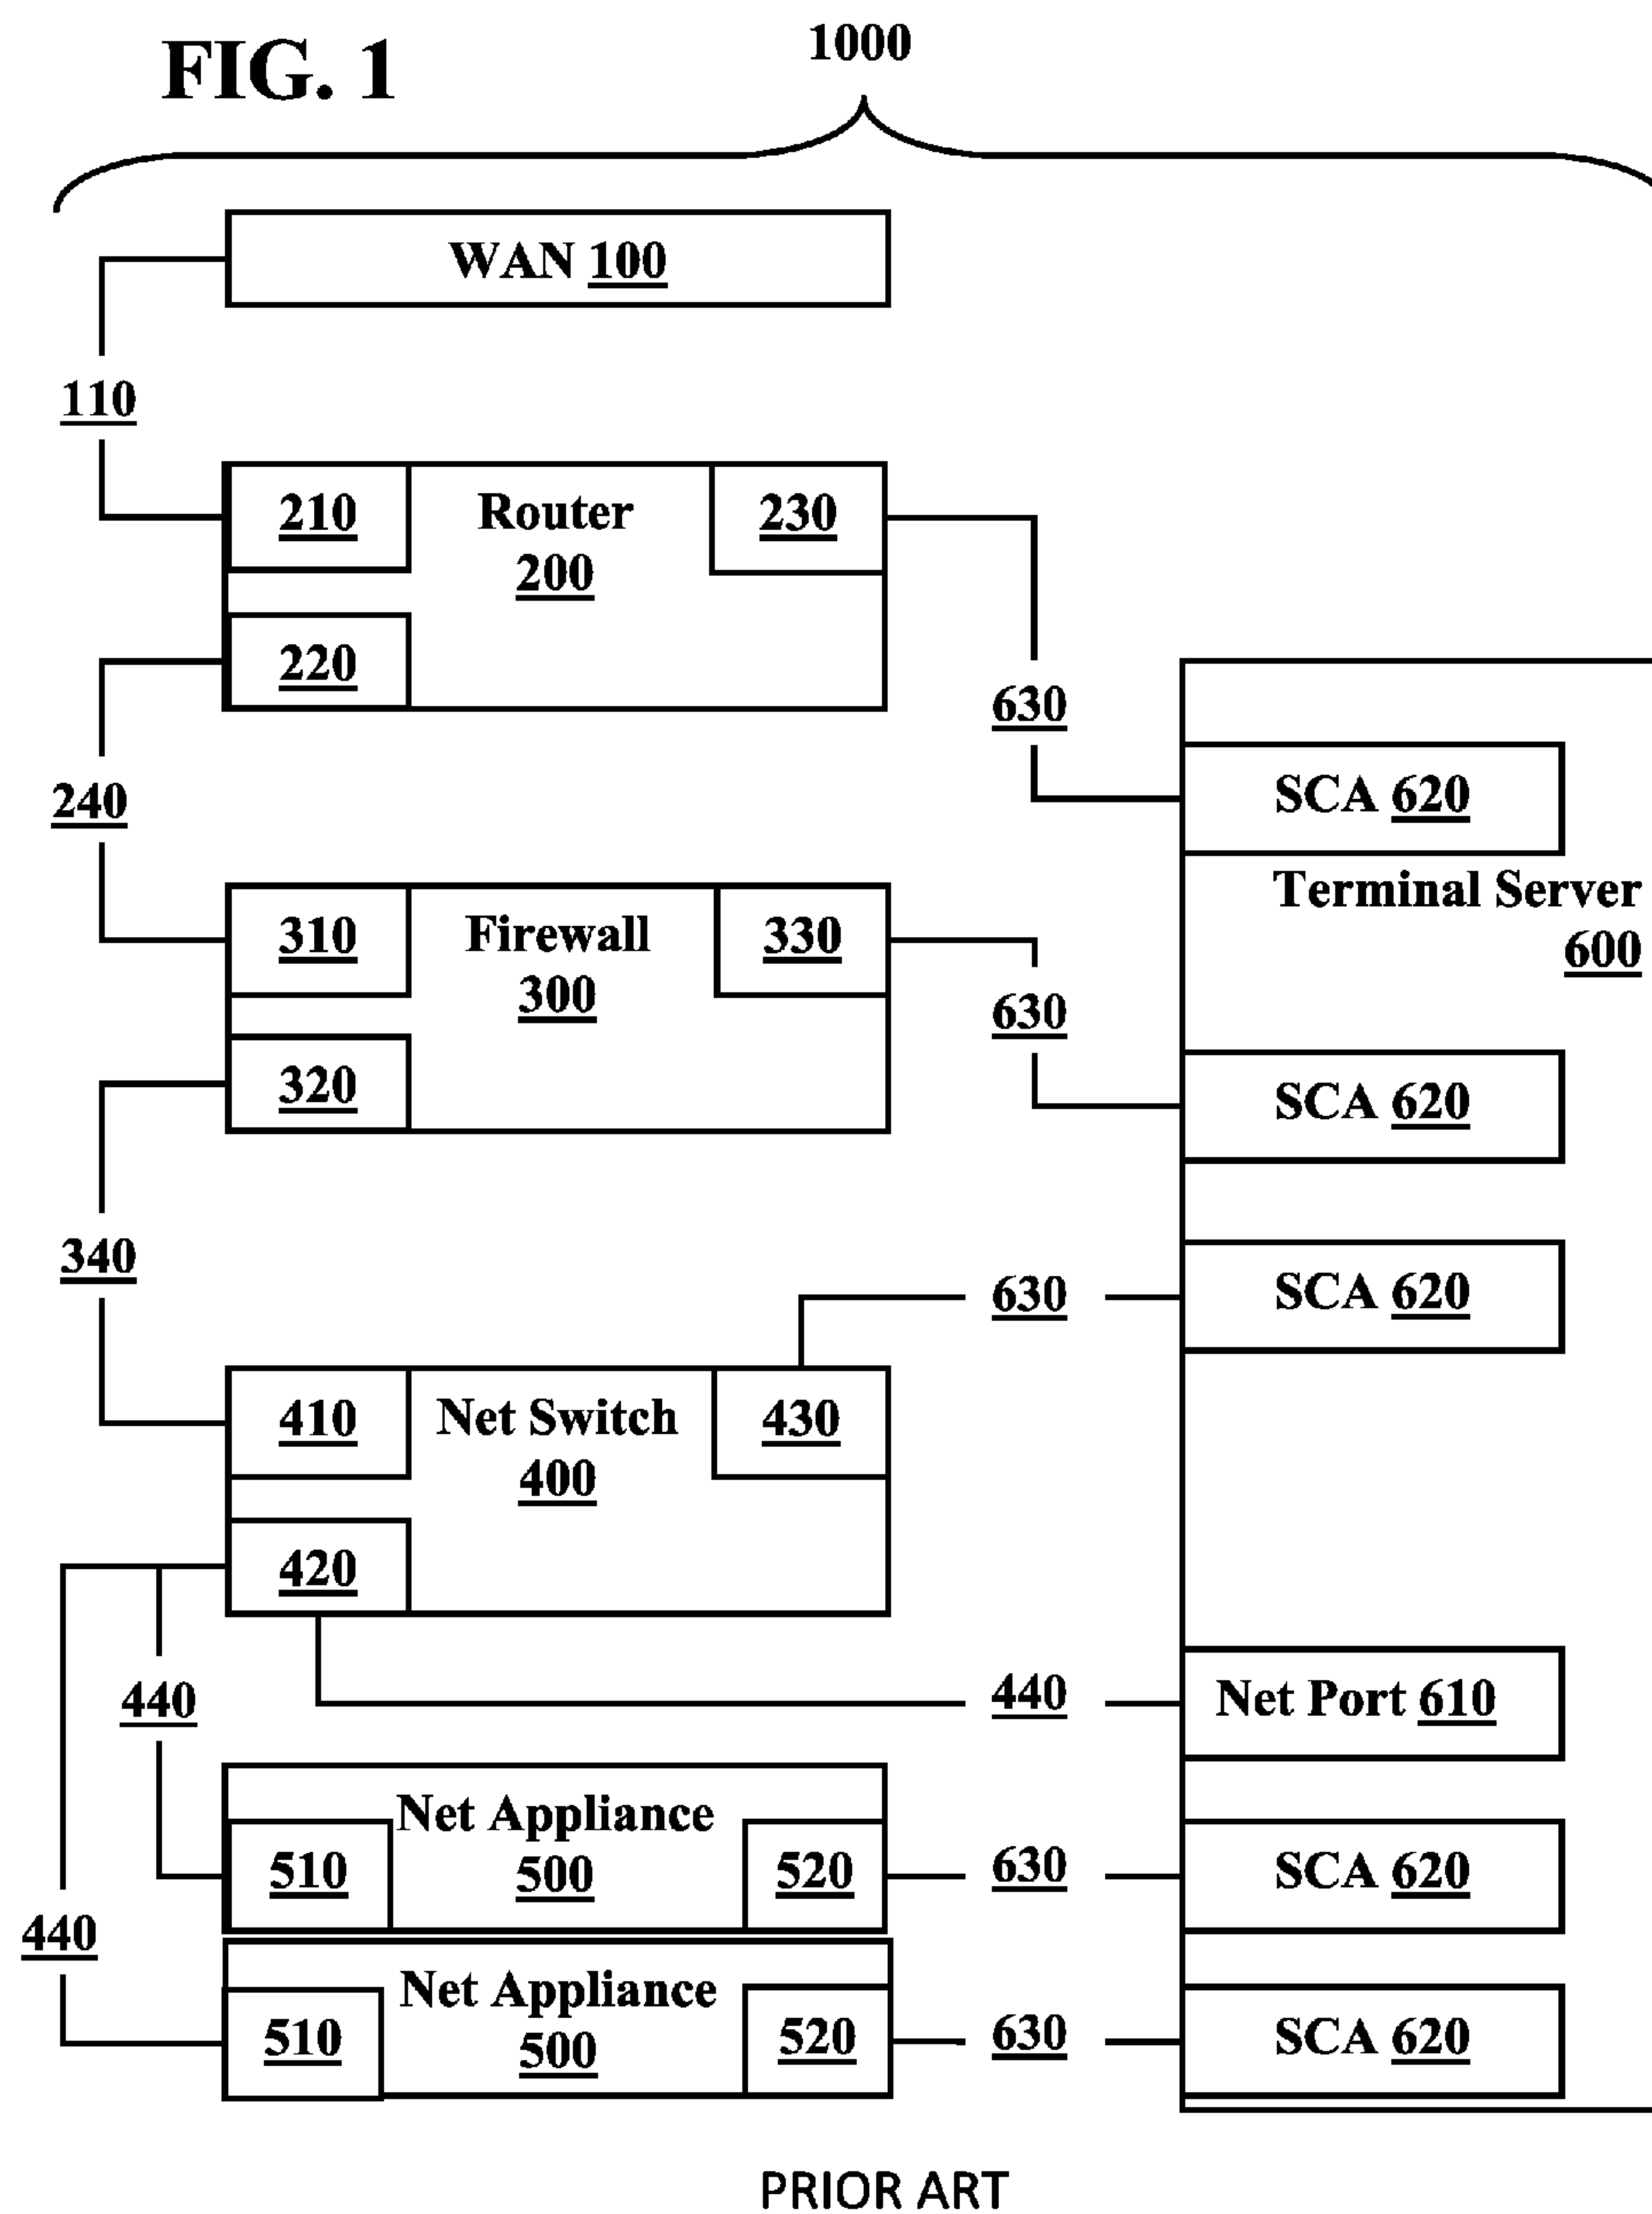 FIG. 1
1000
WAN 100
110
210 Router 230
200
220
630
240
SCA 620
Terminal Server
600
310 Firewall 330
300
630
320
SCA 620
340
630
SCA 620
410 Net Switch 430
400
420
440
440
Net Port 610
Net Appliance
510 500 520
630
SCA 620
440
Net Appliance
510 500 520
630
SCA 620
PRIOR ART